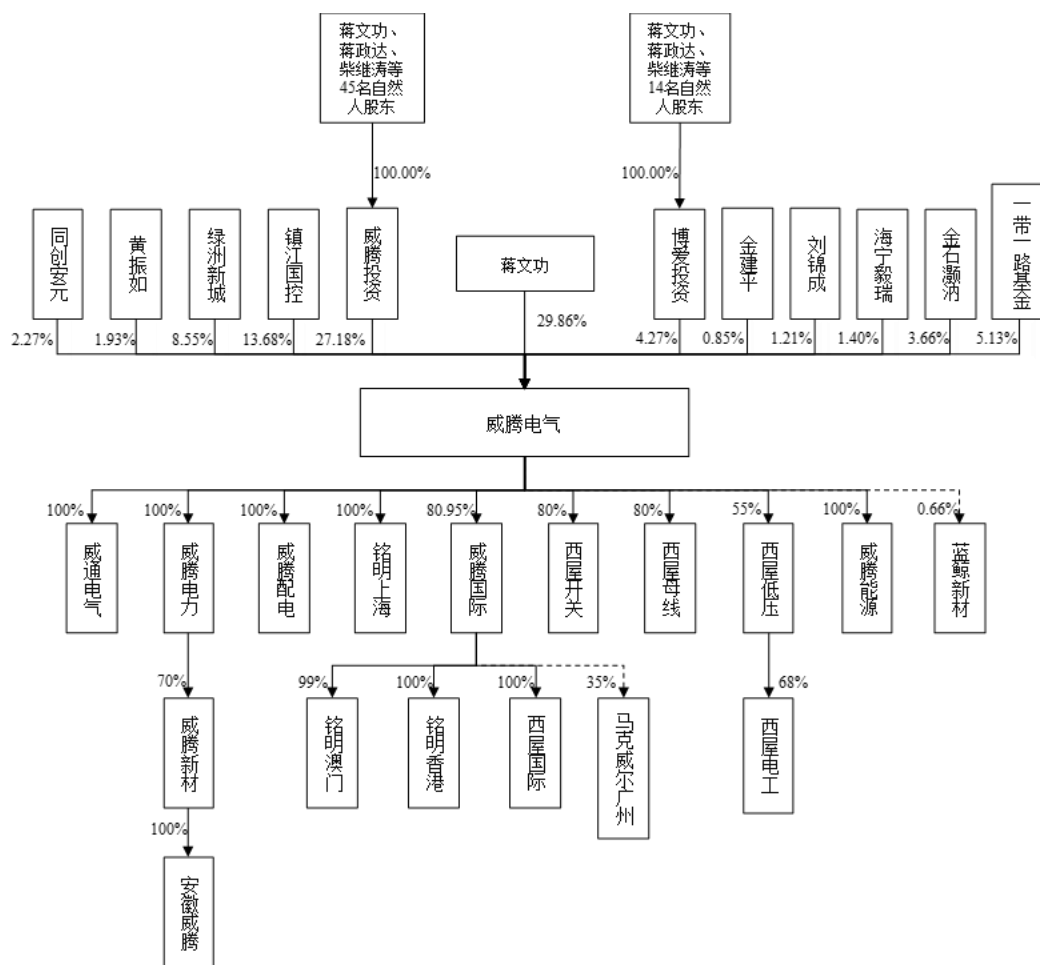 蒋文功、
蒋政达、
柴继涛等
45名自然
人股东
蒋文功、
蒋政达、
柴继涛等
14名自然
人股东
100.00%
100.00%
同创安元
黄振如
绿洲新城
镇江国控
威腾投资
蒋文功
博爱投资
金建平
刘锦成
海宁毅瑞
金石灏汭
一带一路基金
2.27%
1.93%
8.55%
13.68%
27.18%
29.86%
4.27%
0.85%
1.21%
1.40%
3.66%
5.13%
威腾电气
100%
100%
100%
100%
80.95%
80%
80%
55%
100%
0.66%
威通电气
威腾电力
威腾配电
铭明上海
威腾国际
西屋开关
西屋母线
西屋低压
威腾能源
蓝鲸新材
70%
99%
100%
100%
35%
68%
威腾新材
铭明澳门
铭明香港
西屋国际
马克威尔广州
西屋电工
100%
安徽威腾